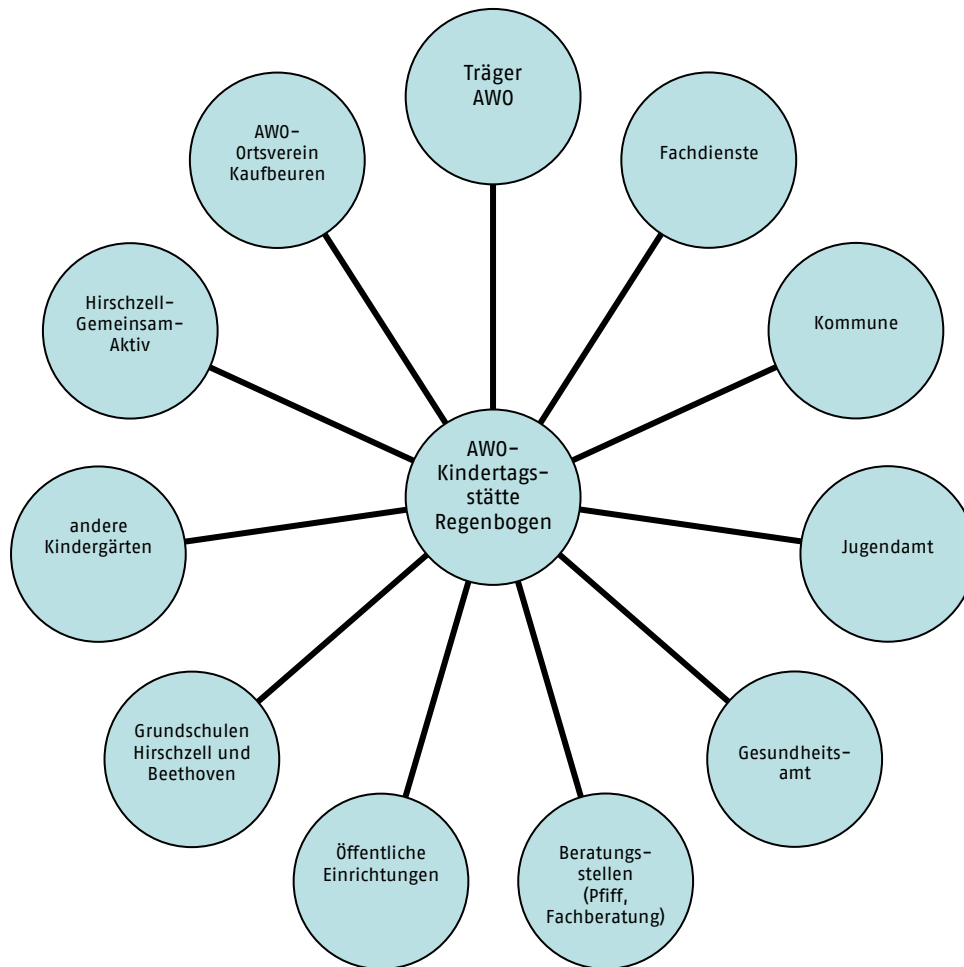 Träger
AWO
Fachdienste
Kommune
Jugendamt
Gesundheits-
amt
Beratungs-
stellen
(Pfiff,
Fachberatung)
Öffentliche
Einrichtungen
Grundschulen
Hirschzell und
Beethoven
andere
Kindergärten
Hirschzell-
Gemeinsam-
Aktiv
AWO-
Ortsverein
Kaufbeuren
AWO-
Kindertags-
stätte
Regenbogen